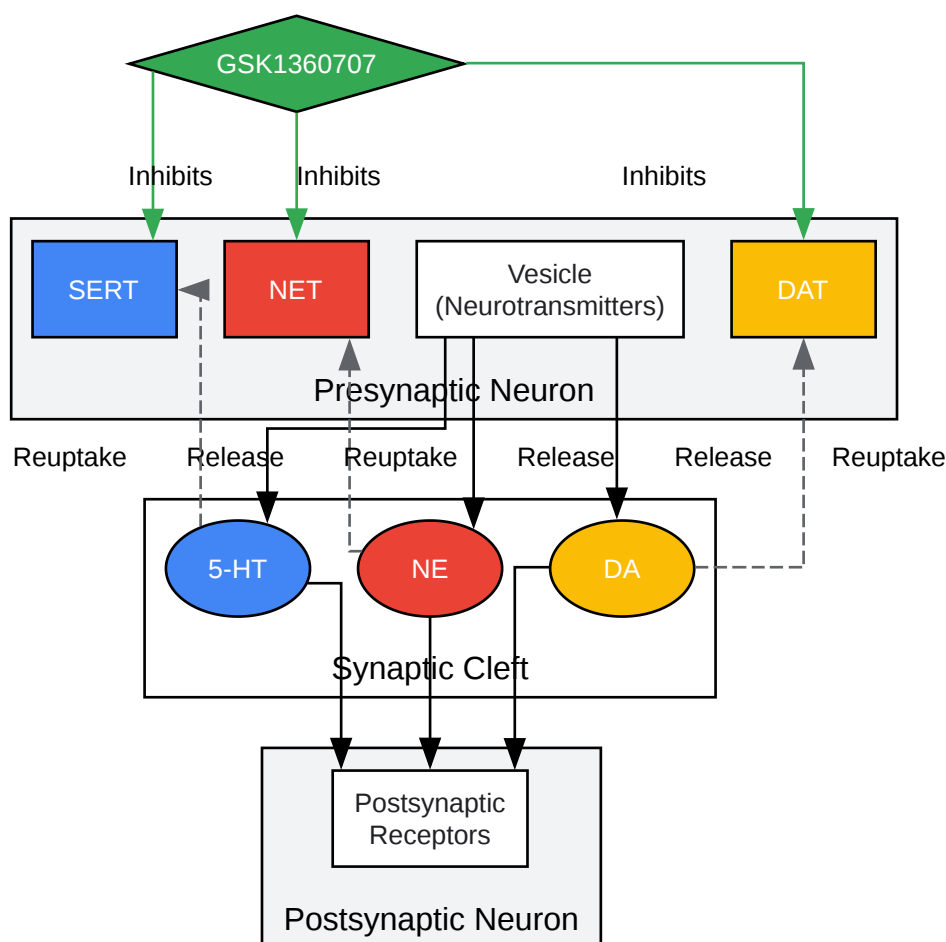 GSK1360707
Inhibits
Inhibits
Inhibits
SERT
NET
Vesicle
(Neurotransmitters)
DAT
Presynaptic Neuron
Reuptake
Release
Reuptake
Release
Release
Reuptake
5-HT
NE
DA
Synaptic Cleft
Postsynaptic
Receptors
Postsynaptic Neuron